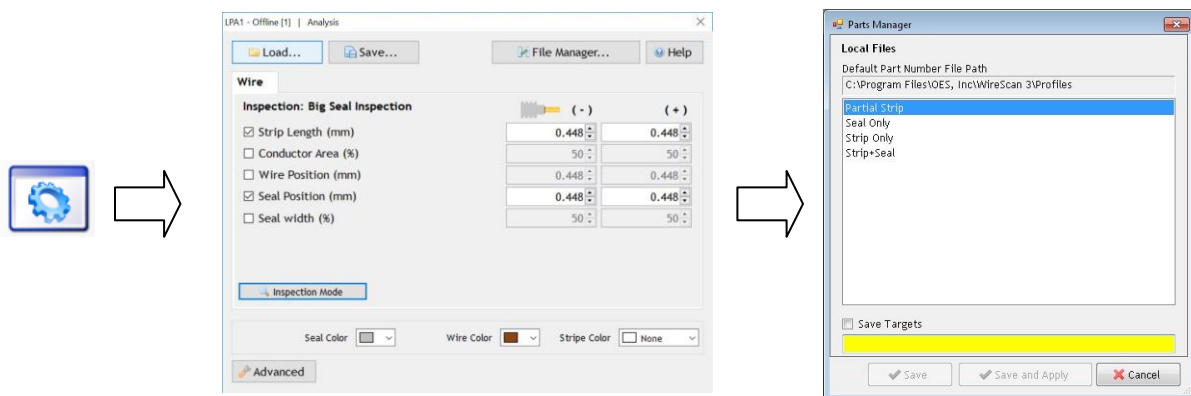 LPA1 - Offline [1] | Analysis
Load... Save... File Manager... Help
Wire
Inspection: Big Seal Inspection (-) (+)
Strip Length (mm) 0.448 0.448
Conductor Area (%) 50 50
Wire Position (mm) 0.448 0.448
Seal Position (mm) 0.448 0.448
Seal width (%) 50 50
Inspection Mode
Seal Color Wire Color Stripe Color None
Advanced
Parts Manager
Local Files
Default Part Number File Path
C:\Program Files\OES, Inc\WireScan 3\Profiles
Partial Strip
Seal Only
Strip Only
Strip+Seal
Save Targets
Save Save and Apply Cancel